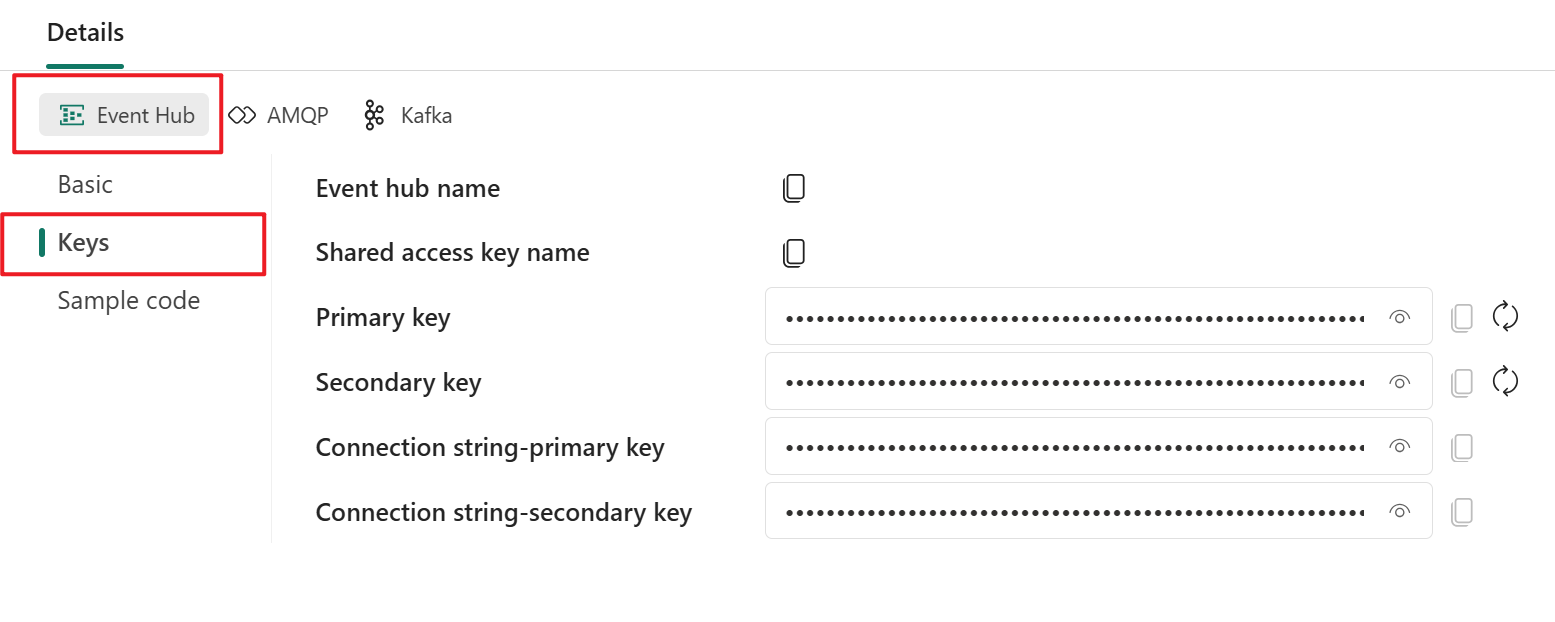 Details
Event Hub AMQP Kafka
Basic
Keys
Sample code
Event hub name
Shared access key name
Primary key
Secondary key
Connection string-primary key
Connection string-secondary key